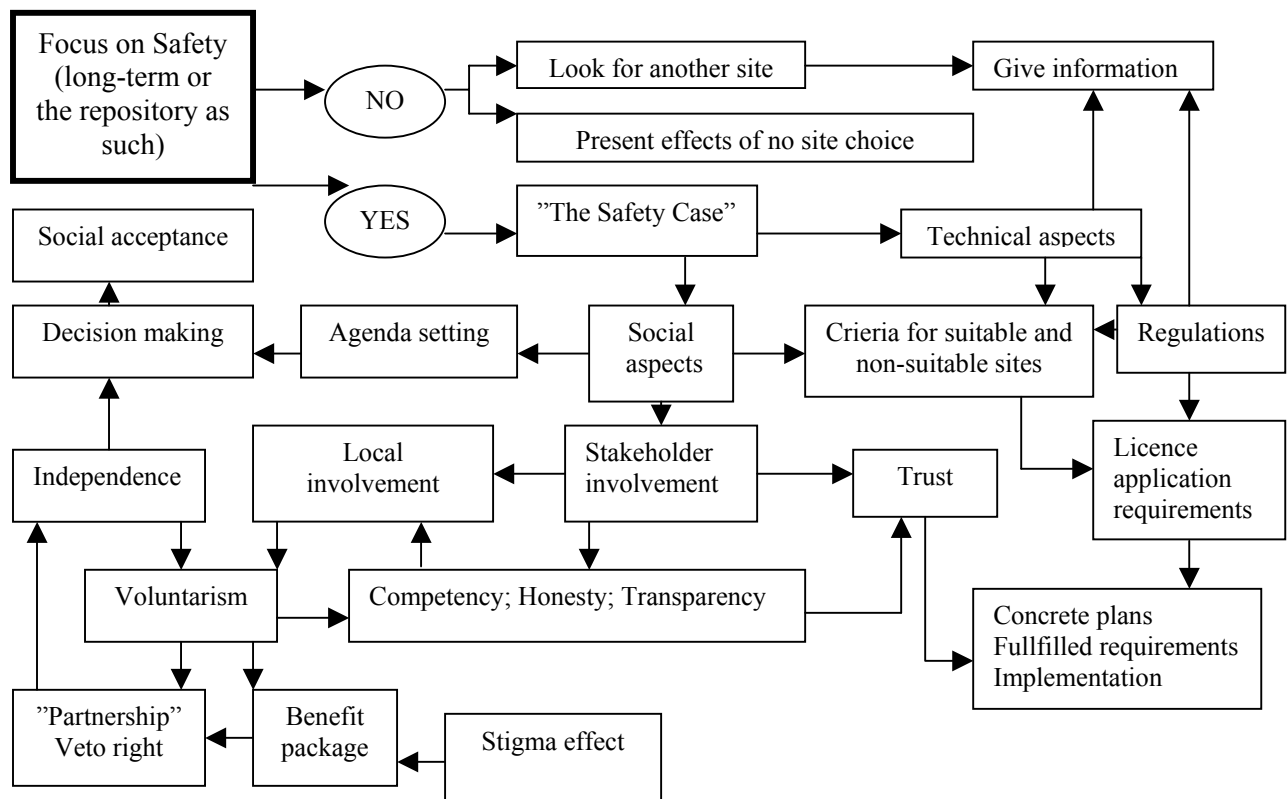 Focus on Safety
(long-term or
the repository as
such)
NO
Look for another site
Give information
Present effects of no site choice
YES
”The Safety Case”
Technical aspects
Social acceptance
Decision making
Agenda setting
Social
aspects
Crieria for suitable and
non-suitable sites
Regulations
Independence
Local
involvement
Stakeholder
involvement
Trust
Licence
application
requirements
Voluntarism
Competency; Honesty; Transparency
Concrete plans
Fullfilled requirements
Implementation
”Partnership”
Veto right
Benefit
package
Stigma effect